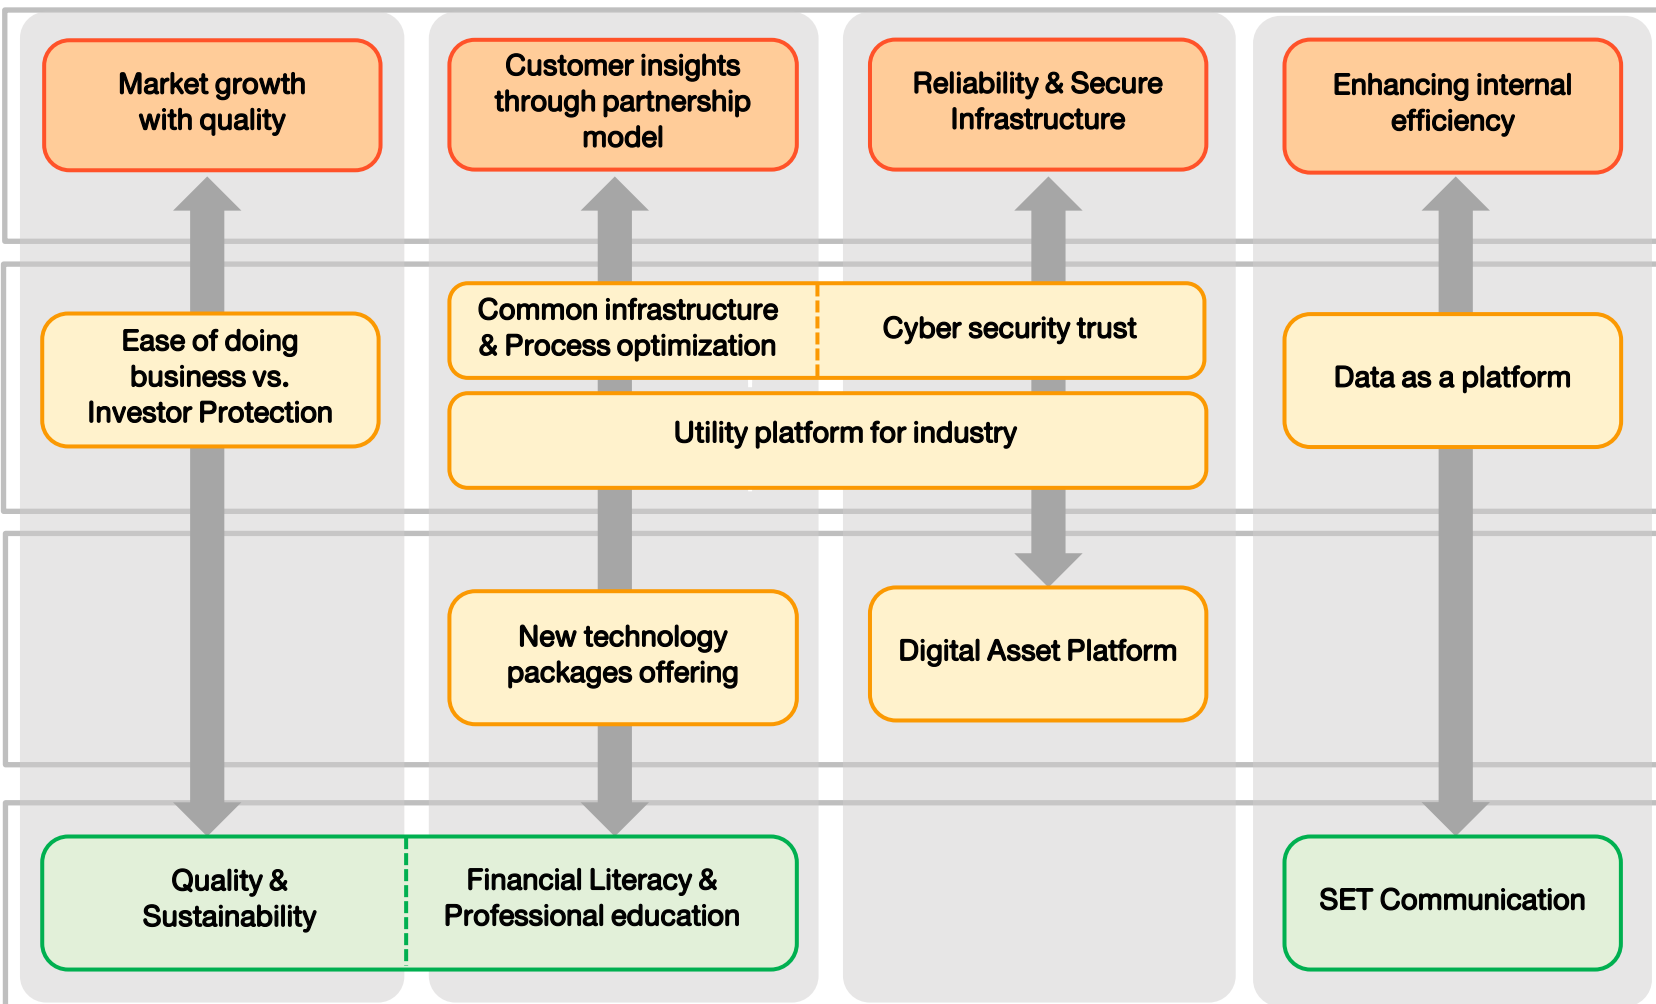 Market growth
with quality
Customer insights
through partnership
model
Reliability & Secure
Infrastructure
Enhancing internal
efficiency
Ease of doing
business vs.
Investor Protection
Common infrastructure
& Process optimization
Cyber security trust
Utility platform for industry
Data as a platform
New technology
packages offering
Digital Asset Platform
Quality &
Sustainability
Financial Literacy &
Professional education
SET Communication